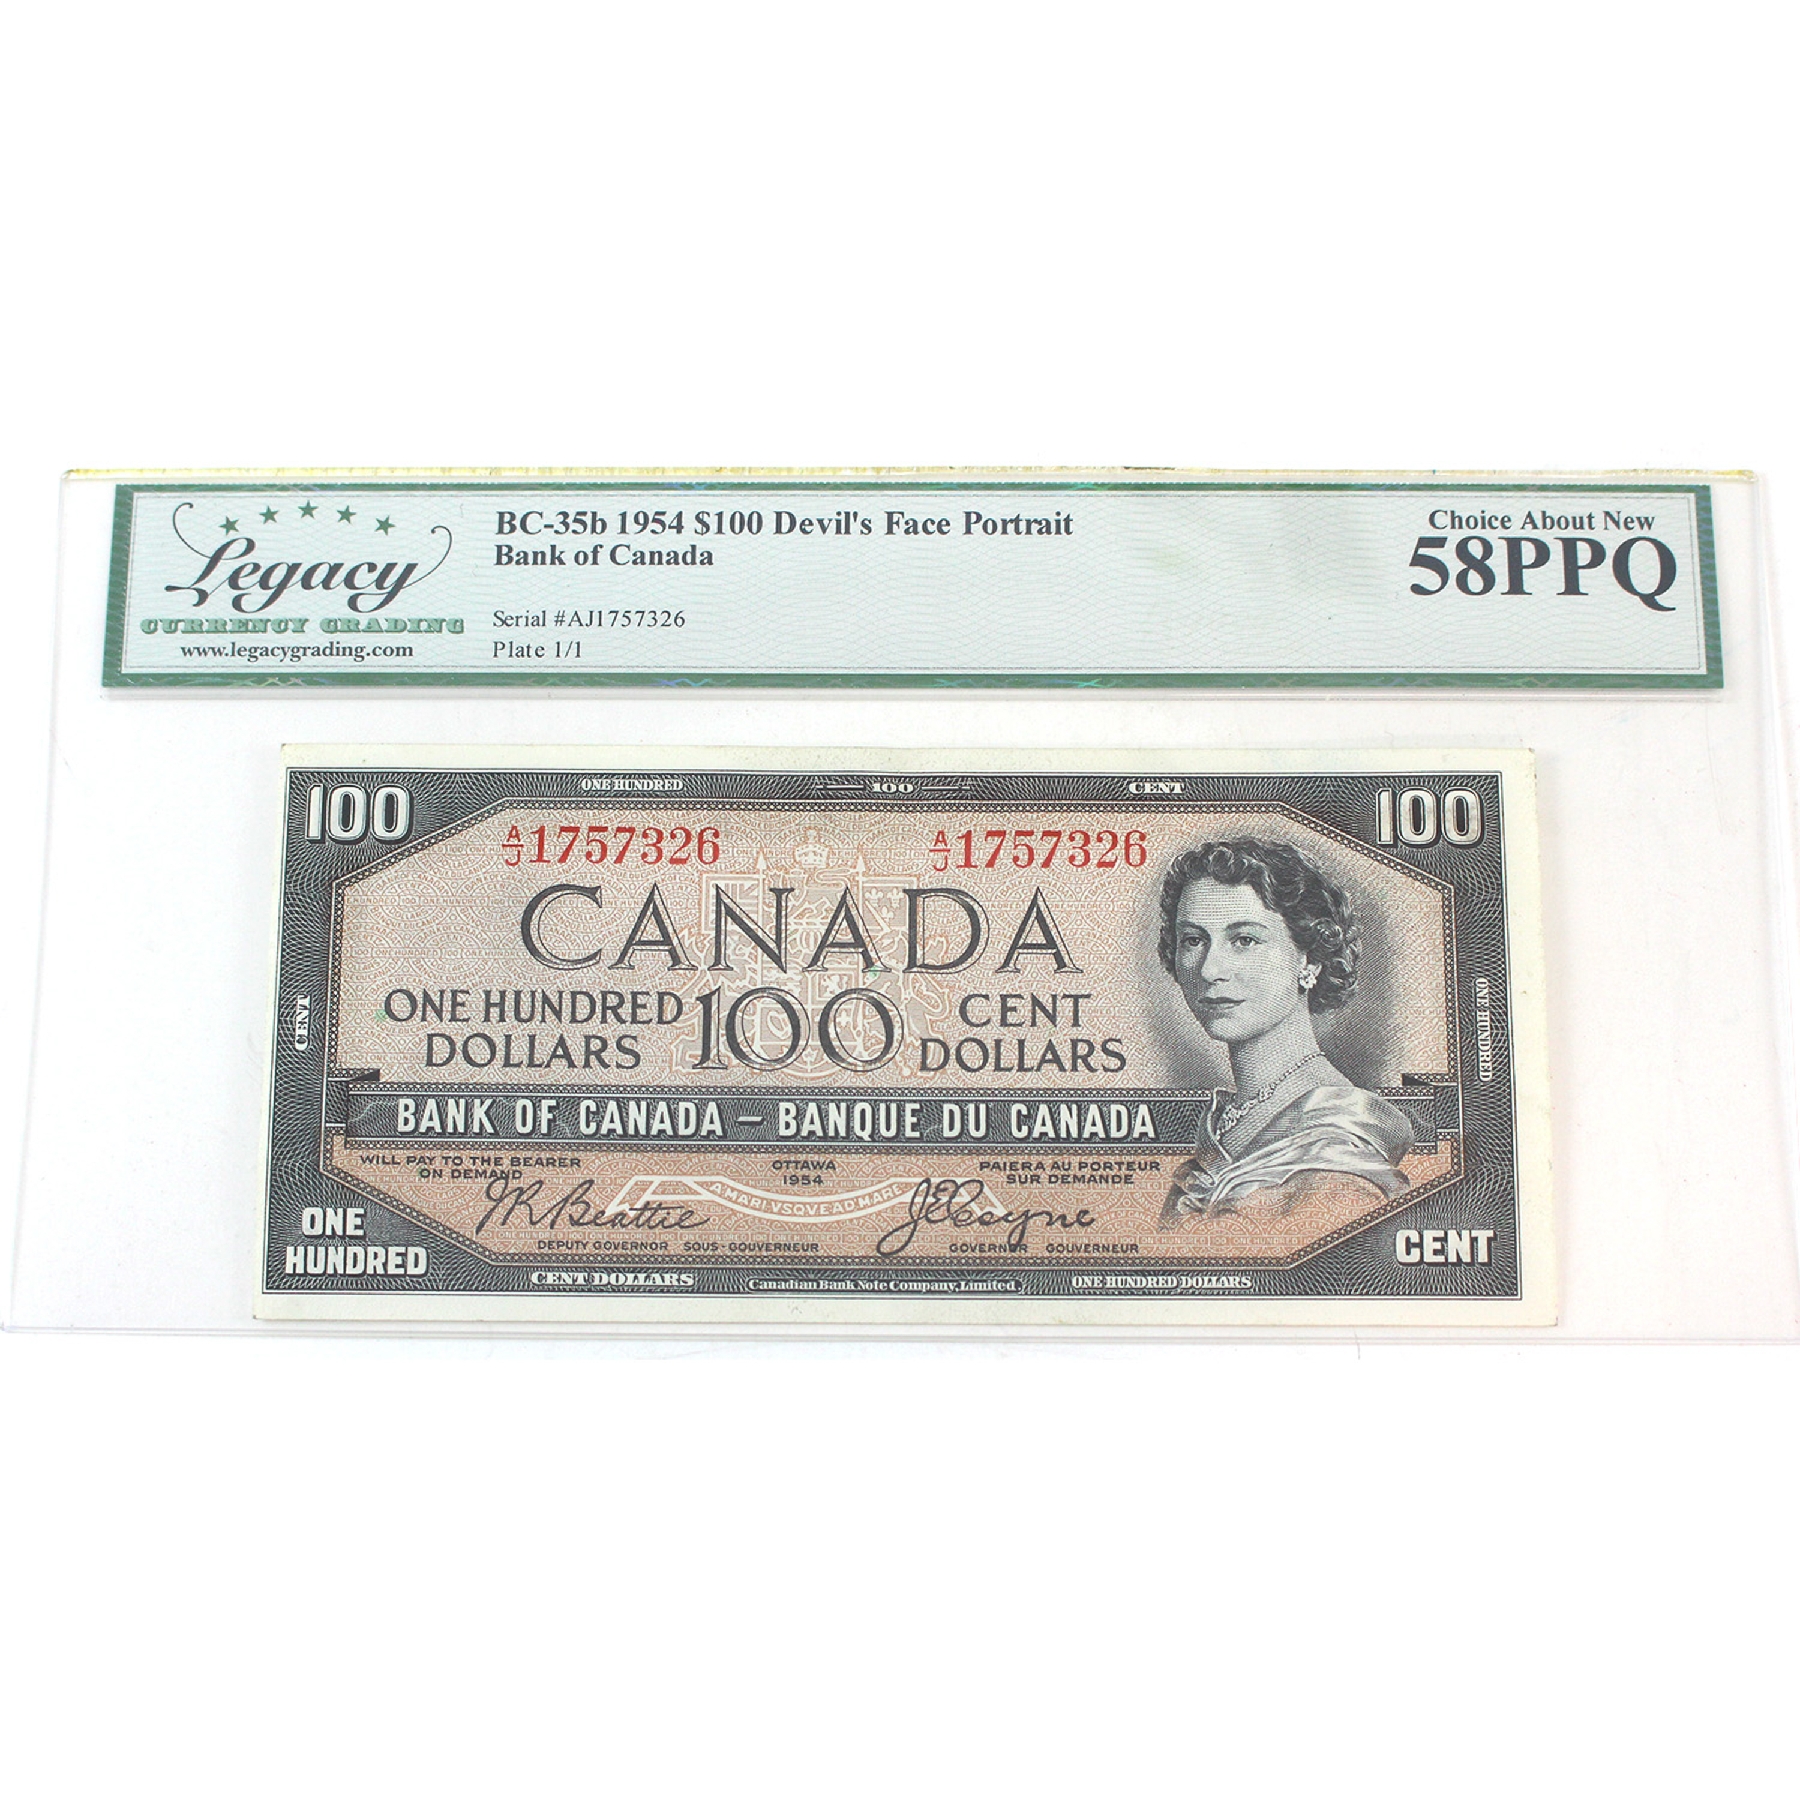 Legacy
CURRENCY GRADING
www.legacygrading.com
BC-35b 1954 $100 Devil's Face Portrait
Bank of Canada
Serial #AJ1757326
Plate 1/1
Choice About New
58PPQ
ONE HUNDRED 100 CENT
100 100
A/J 1757326 A/J 1757326
CANADA
ONE HUNDRED DOLLARS 100 CENT DOLLARS
CENT
ONE HUNDRED
BANK OF CANADA – BANQUE DU CANADA
WILL PAY TO THE BEARER
ON DEMAND
OTTAWA
1954
PAIERA AU PORTEUR
SUR DEMANDE
A·MARI·VSQVE·AD·MARE
JR Beattie
J E Coyne
DEPUTY GOVERNOR SOUS-GOUVERNEUR
GOVERNOR GOUVERNEUR
ONE
HUNDRED
CENT
CENT DOLLARS Canadian Bank Note Company, Limited ONE HUNDRED DOLLARS